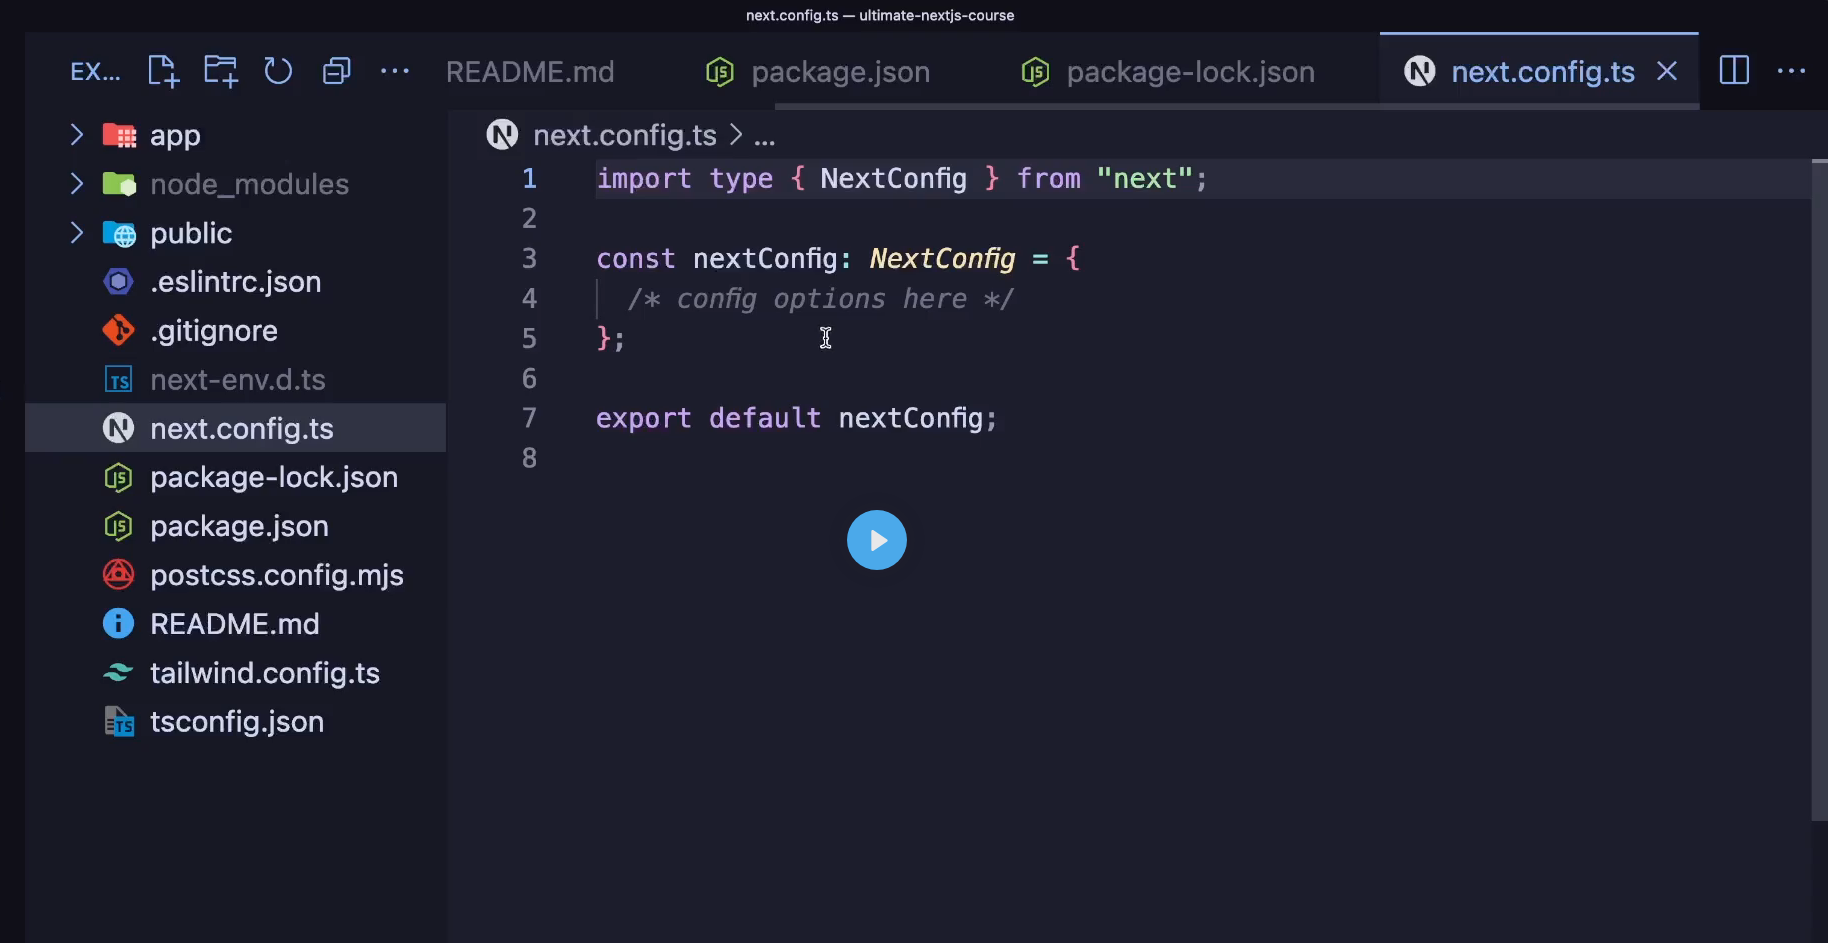 next.config.ts — ultimate-nextjs-course
EX...
README.md
package.json
package-lock.json
next.config.ts
app
node_modules
public
.eslintrc.json
.gitignore
next-env.d.ts
next.config.ts
package-lock.json
package.json
postcss.config.mjs
README.md
tailwind.config.ts
tsconfig.json
next.config.ts > ...
1 import type { NextConfig } from "next";
2
3 const nextConfig: NextConfig = {
4 /* config options here */
5 };
6
7 export default nextConfig;
8